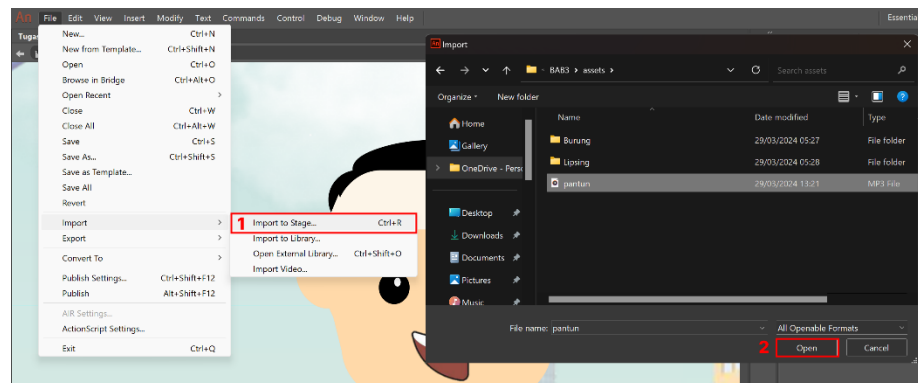 An File Edit View Insert Modify Text Commands Control Debug Window Help Essentia
Tuga
New... Ctrl+N
New from Template... Ctrl+Shift+N
Open Ctrl+O
Browse in Bridge Ctrl+Alt+O
Open Recent
Close Ctrl+W
Close All Ctrl+Alt+W
Save Ctrl+S
Save As... Ctrl+Shift+S
Save as Template...
Save All
Revert
Import
Export
Convert To
Publish Settings... Ctrl+Shift+F12
Publish Alt+Shift+F12
AIR Settings...
ActionScript Settings...
Exit Ctrl+Q
1 Import to Stage... Ctrl+R
Import to Library...
Open External Library... Ctrl+Shift+O
Import Video...
An Import
BAB3 > assets >
Search assets
Organize New folder
Home
Gallery
OneDrive - Perso
Desktop
Downloads
Documents
Pictures
Music
Name Date modified Type
Burung 29/03/2024 05:27 File folder
Lipsing 29/03/2024 05:28 File folder
pantun 29/03/2024 13:21 MP3 File
File name: pantun All Openable Formats
2 Open Cancel